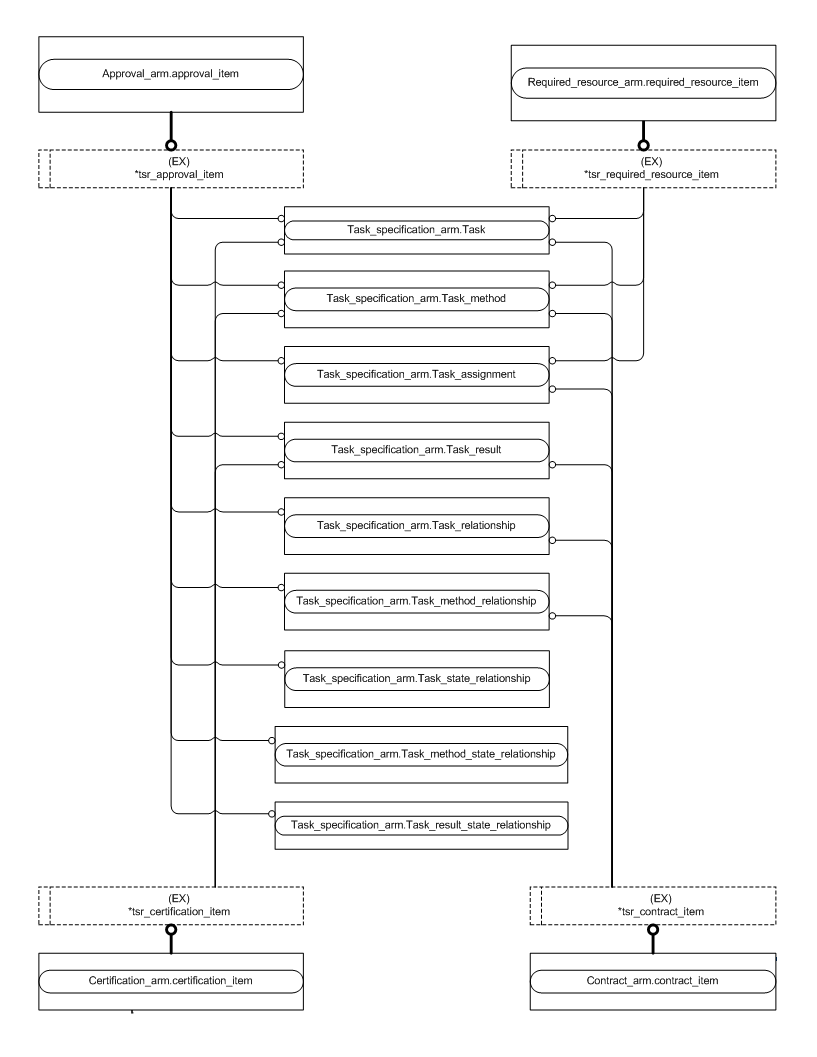 Approval_arm.approval_item
Required_resource_arm.required_resource_item
(EX)
*tsr_approval_item
(EX)
*tsr_required_resource_item
Task_specification_arm.Task
Task_specification_arm.Task_method
Task_specification_arm.Task_assignment
Task_specification_arm.Task_result
Task_specification_arm.Task_relationship
Task_specification_arm.Task_method_relationship
Task_specification_arm.Task_state_relationship
Task_specification_arm.Task_method_state_relationship
Task_specification_arm.Task_result_state_relationship
(EX)
*tsr_certification_item
(EX)
*tsr_contract_item
Certification_arm.certification_item
Contract_arm.contract_item